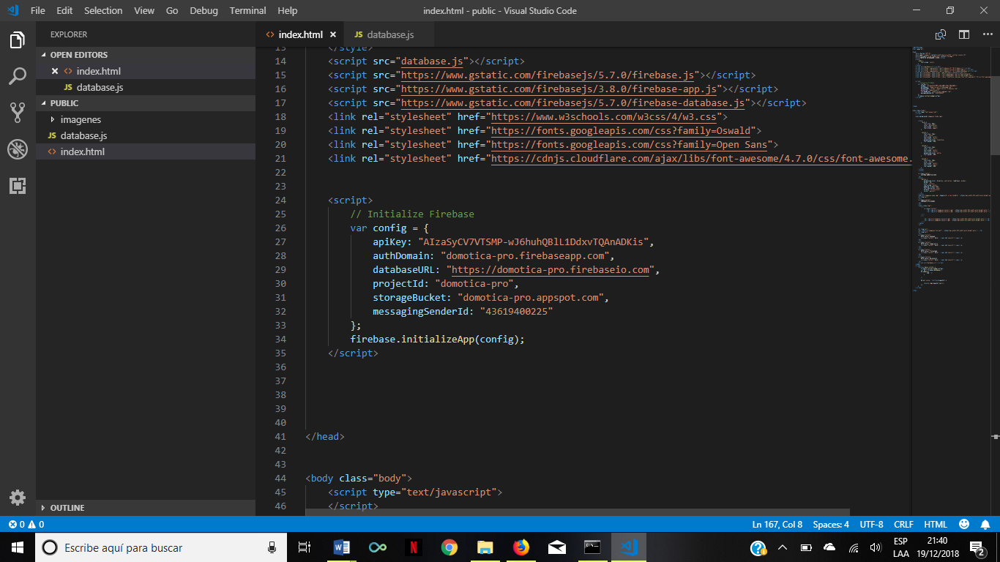 File Edit Selection View Go Debug Terminal Help
index.html - public - Visual Studio Code
EXPLORER
OPEN EDITORS
index.html
JS database.js
PUBLIC
imagenes
JS database.js
index.html
OUTLINE
index.html
JS database.js
13 </style>
14 <script src="database.js"></script>
15 <script src="https://www.gstatic.com/firebasejs/5.7.0/firebase.js"></script>
16 <script src="https://www.gstatic.com/firebasejs/3.8.0/firebase-app.js"></script>
17 <script src="https://www.gstatic.com/firebasejs/5.7.0/firebase-database.js"></script>
18 <link rel="stylesheet" href="https://www.w3schools.com/w3css/4/w3.css">
19 <link rel="stylesheet" href="https://fonts.googleapis.com/css?family=Oswald">
20 <link rel="stylesheet" href="https://fonts.googleapis.com/css?family=Open Sans">
21 <link rel="stylesheet" href="https://cdnjs.cloudflare.com/ajax/libs/font-awesome/4.7.0/css/font-awesome.
22
23
24 <script>
25 // Initialize Firebase
26 var config = {
27 apiKey: "AIzaSyCV7VTSMP-wJ6huhQBlL1DdxvTQAnADKis",
28 authDomain: "domotica-pro.firebaseapp.com",
29 databaseURL: "https://domotica-pro.firebaseio.com",
30 projectId: "domotica-pro",
31 storageBucket: "domotica-pro.appspot.com",
32 messagingSenderId: "43619400225"
33 };
34 firebase.initializeApp(config);
35 </script>
36
37
38
39
40
41 </head>
42
43
44 <body class="body">
45 <script type="text/javascript">
46 </script>
0 0
Ln 167, Col 8 Spaces: 4 UTF-8 CRLF HTML
Escribe aquí para buscar
ESP
LAA
21:40
19/12/2018
2